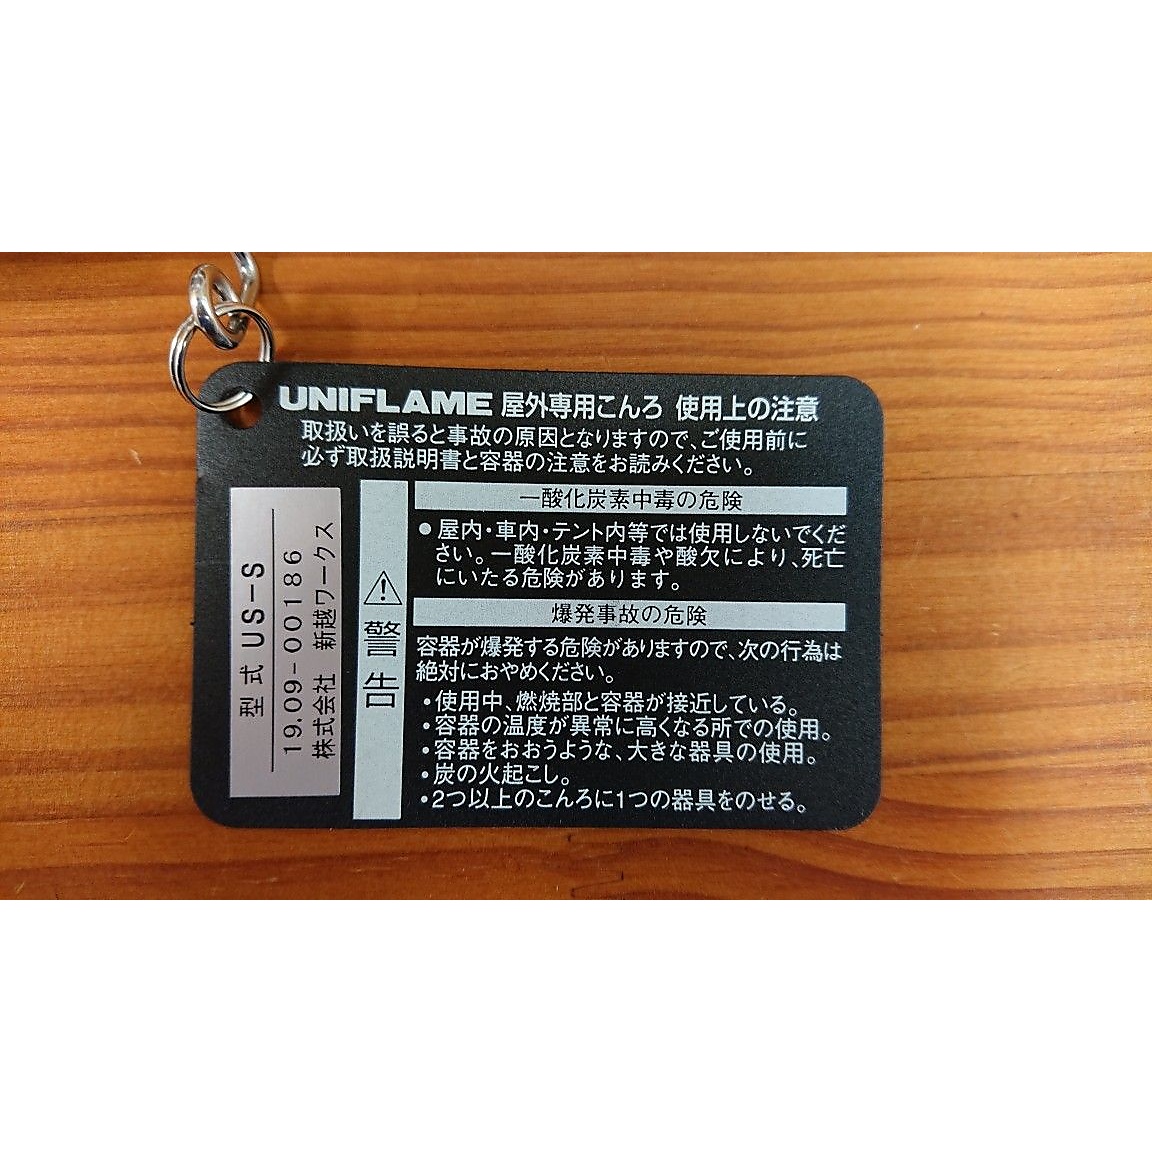 UNIFLAME 屋外専用こんろ 使用上の注意
取扱いを誤ると事故の原因となりますので、ご使用前に
必ず取扱説明書と容器の注意をお読みください。
型式 US-S
19.09-00186
株式会社 新越ワークス
警告
一酸化炭素中毒の危険
●屋内・車内・テント内等では使用しないでくだ
さい。一酸化炭素中毒や酸欠により、死亡
にいたる危険があります。
爆発事故の危険
容器が爆発する危険がありますので、次の行為は
絶対におやめください。
・使用中、燃焼部と容器が接近している。
・容器の温度が異常に高くなる所での使用。
・容器をおおうような、大きな器具の使用。
・炭の火起こし。
・2つ以上のこんろに1つの器具をのせる。